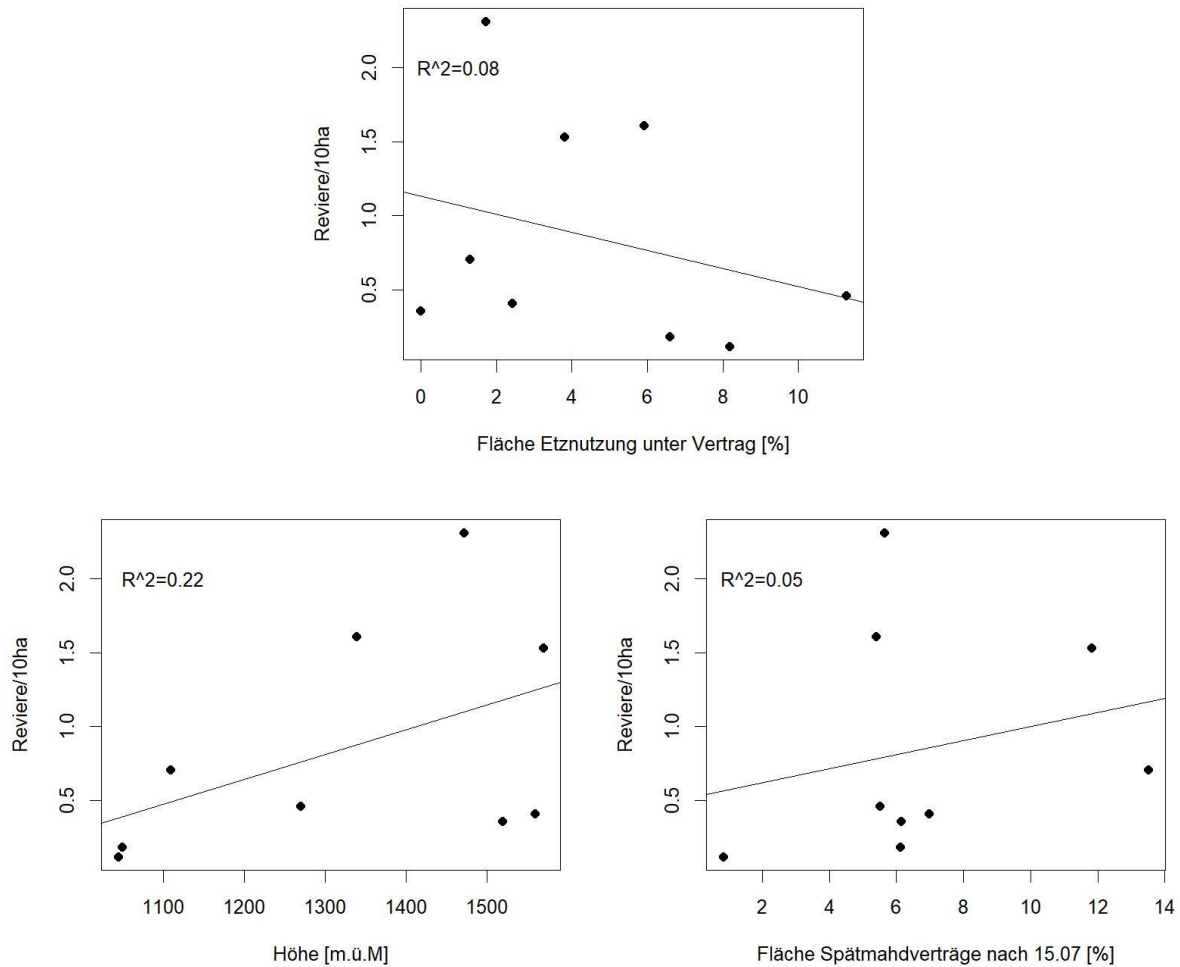 R^2=0.08
Reviere/10ha
2.0
1.5
1.0
0.5
0 2 4 6 8 10
Fläche Etznutzung unter Vertrag [%]
R^2=0.22
Reviere/10ha
2.0
1.5
1.0
0.5
1100 1200 1300 1400 1500
Höhe [m.ü.M]
R^2=0.05
Reviere/10ha
2.0
1.5
1.0
0.5
2 4 6 8 10 12 14
Fläche Spätmahdverträge nach 15.07 [%]